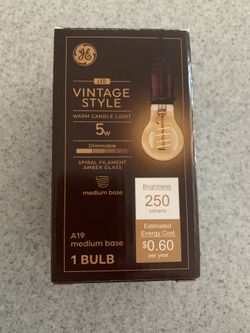 GE
LED
VINTAGE
STYLE
WARM CANDLE LIGHT
5W
Dimmable
SPIRAL FILAMENT
AMBER GLASS
medium base
Brightness
250
lumens
Estimated
Energy Cost
$0.60
per year
A19
medium base
1 BULB